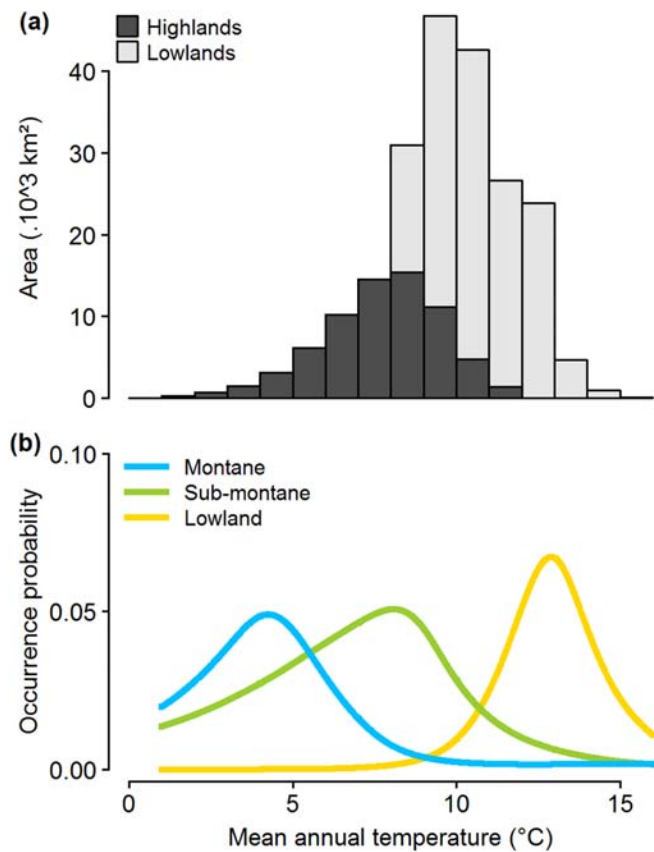 (a)
Highlands
Lowlands
Area (.10^3 km²)
40
30
20
10
0
(b)
Montane
Sub-montane
Lowland
Occurrence probability
0.10
0.05
0.00
0
5
10
15
Mean annual temperature (°C)